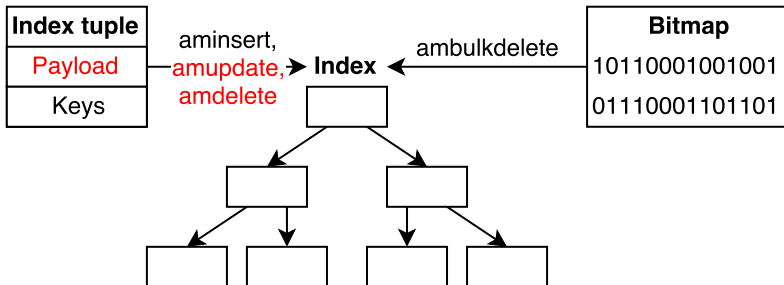 Index tuple
Payload
Keys
aminsert,
amupdate,
amdelete
Index
ambulkdelete
Bitmap
10110001001001
01110001101101